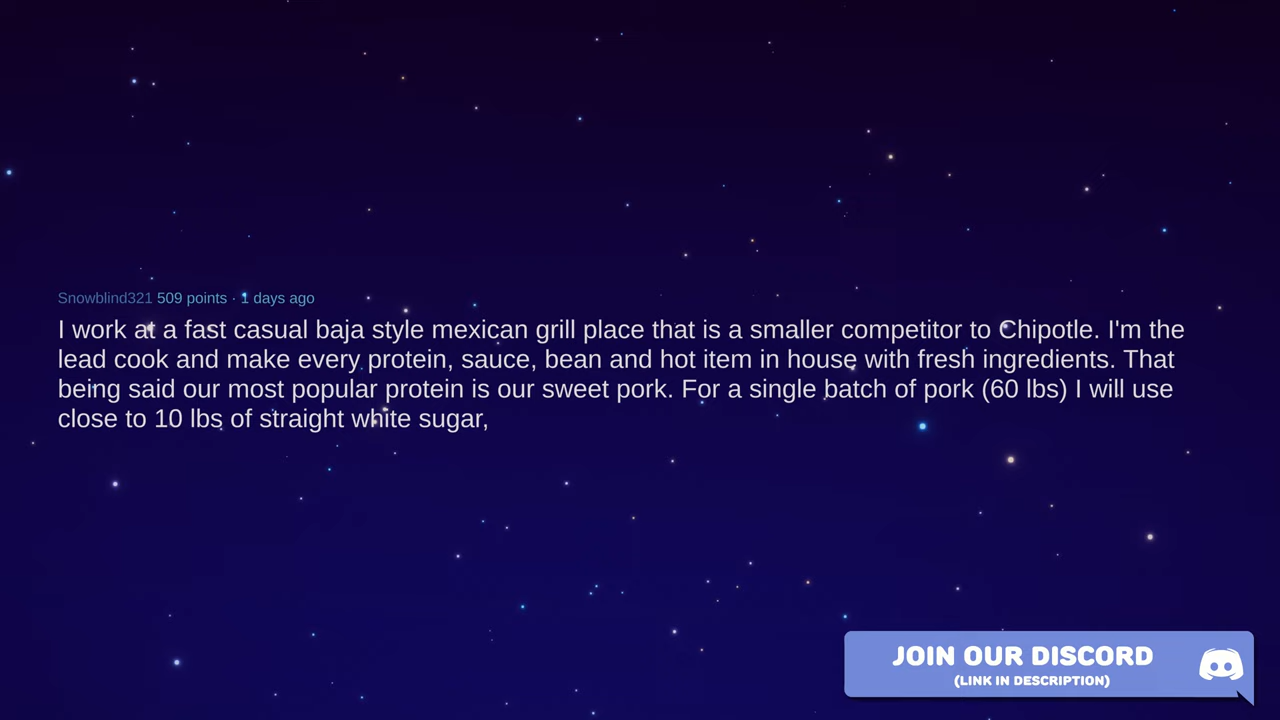 Snowblind321 509 points · 1 days ago
I work at a fast casual baja style mexican grill place that is a smaller competitor to Chipotle. I'm the
lead cook and make every protein, sauce, bean and hot item in house with fresh ingredients. That
being said our most popular protein is our sweet pork. For a single batch of pork (60 lbs) I will use
close to 10 lbs of straight white sugar,
JOIN OUR DISCORD
(LINK IN DESCRIPTION)